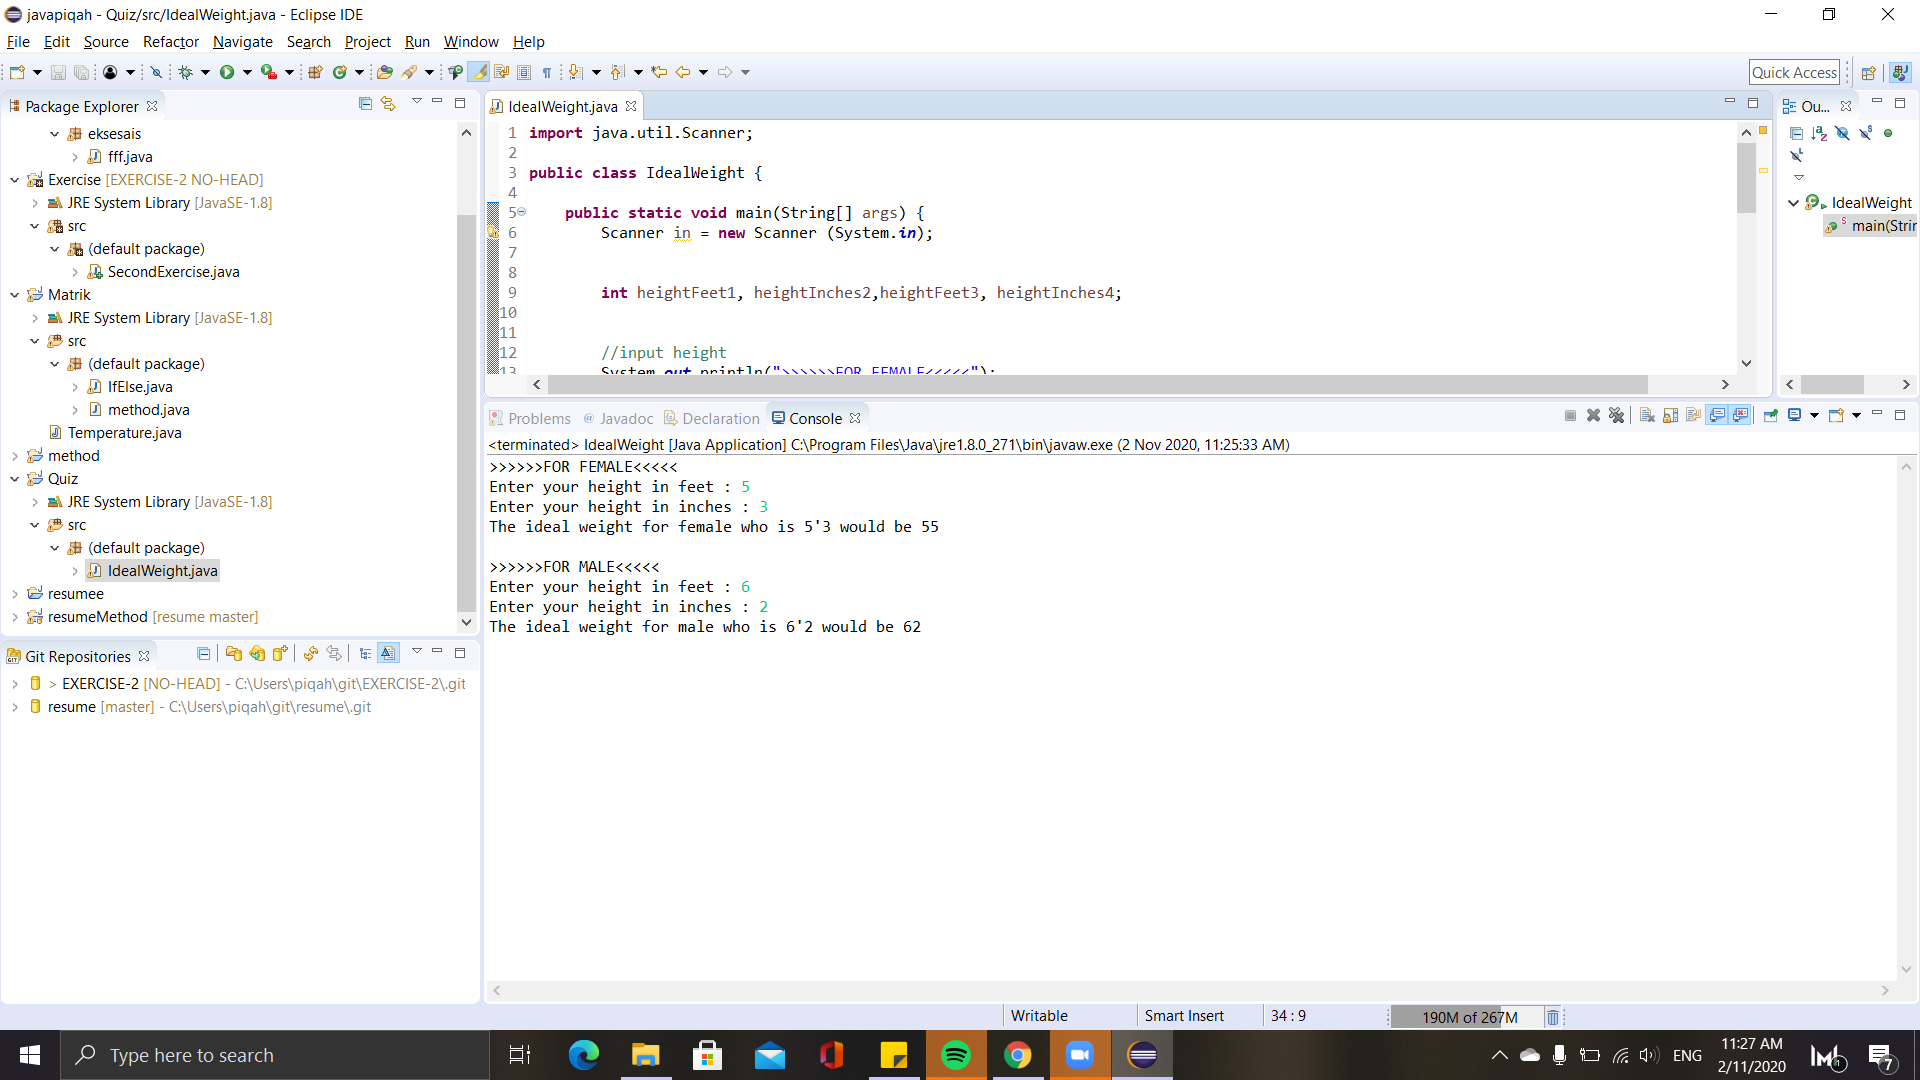 javapiqah - Quiz/src/IdealWeight.java - Eclipse IDE
File Edit Source Refactor Navigate Search Project Run Window Help
Quick Access
Package Explorer
eksesais
fff.java
Exercise [EXERCISE-2 NO-HEAD]
JRE System Library [JavaSE-1.8]
src
(default package)
SecondExercise.java
Matrik
JRE System Library [JavaSE-1.8]
src
(default package)
IfElse.java
method.java
Temperature.java
method
Quiz
JRE System Library [JavaSE-1.8]
src
(default package)
IdealWeight.java
resumee
resumeMethod [resume master]
Git Repositories
> EXERCISE-2 [NO-HEAD] - C:\Users\piqah\git\EXERCISE-2\.git
resume [master] - C:\Users\piqah\git\resume\.git
IdealWeight.java
1 import java.util.Scanner;
2
3 public class IdealWeight {
4
5 public static void main(String[] args) {
6 Scanner in = new Scanner (System.in);
7
8
9 int heightFeet1, heightInches2,heightFeet3, heightInches4;
10
11
12 //input height
13 System.out.println(">>>>>>FOR FEMALE<<<<<");
Ou...
IdealWeight
main(Strin
Problems @ Javadoc Declaration Console
<terminated> IdealWeight [Java Application] C:\Program Files\Java\jre1.8.0_271\bin\javaw.exe (2 Nov 2020, 11:25:33 AM)
>>>>>>FOR FEMALE<<<<<
Enter your height in feet : 5
Enter your height in inches : 3
The ideal weight for female who is 5'3 would be 55
>>>>>>FOR MALE<<<<<
Enter your height in feet : 6
Enter your height in inches : 2
The ideal weight for male who is 6'2 would be 62
Writable Smart Insert 34 : 9 190M of 267M
Type here to search
ENG
11:27 AM
2/11/2020
7